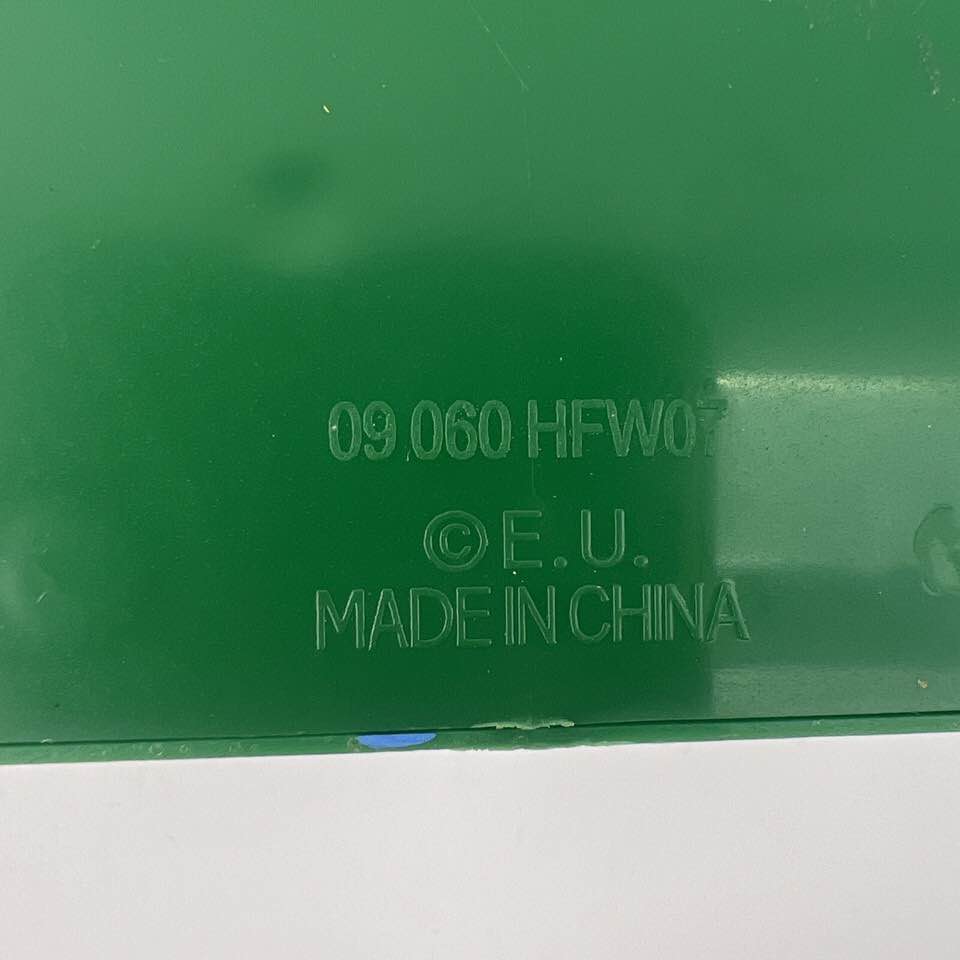 09 060 HFW07
© E. U.
MADE IN CHINA